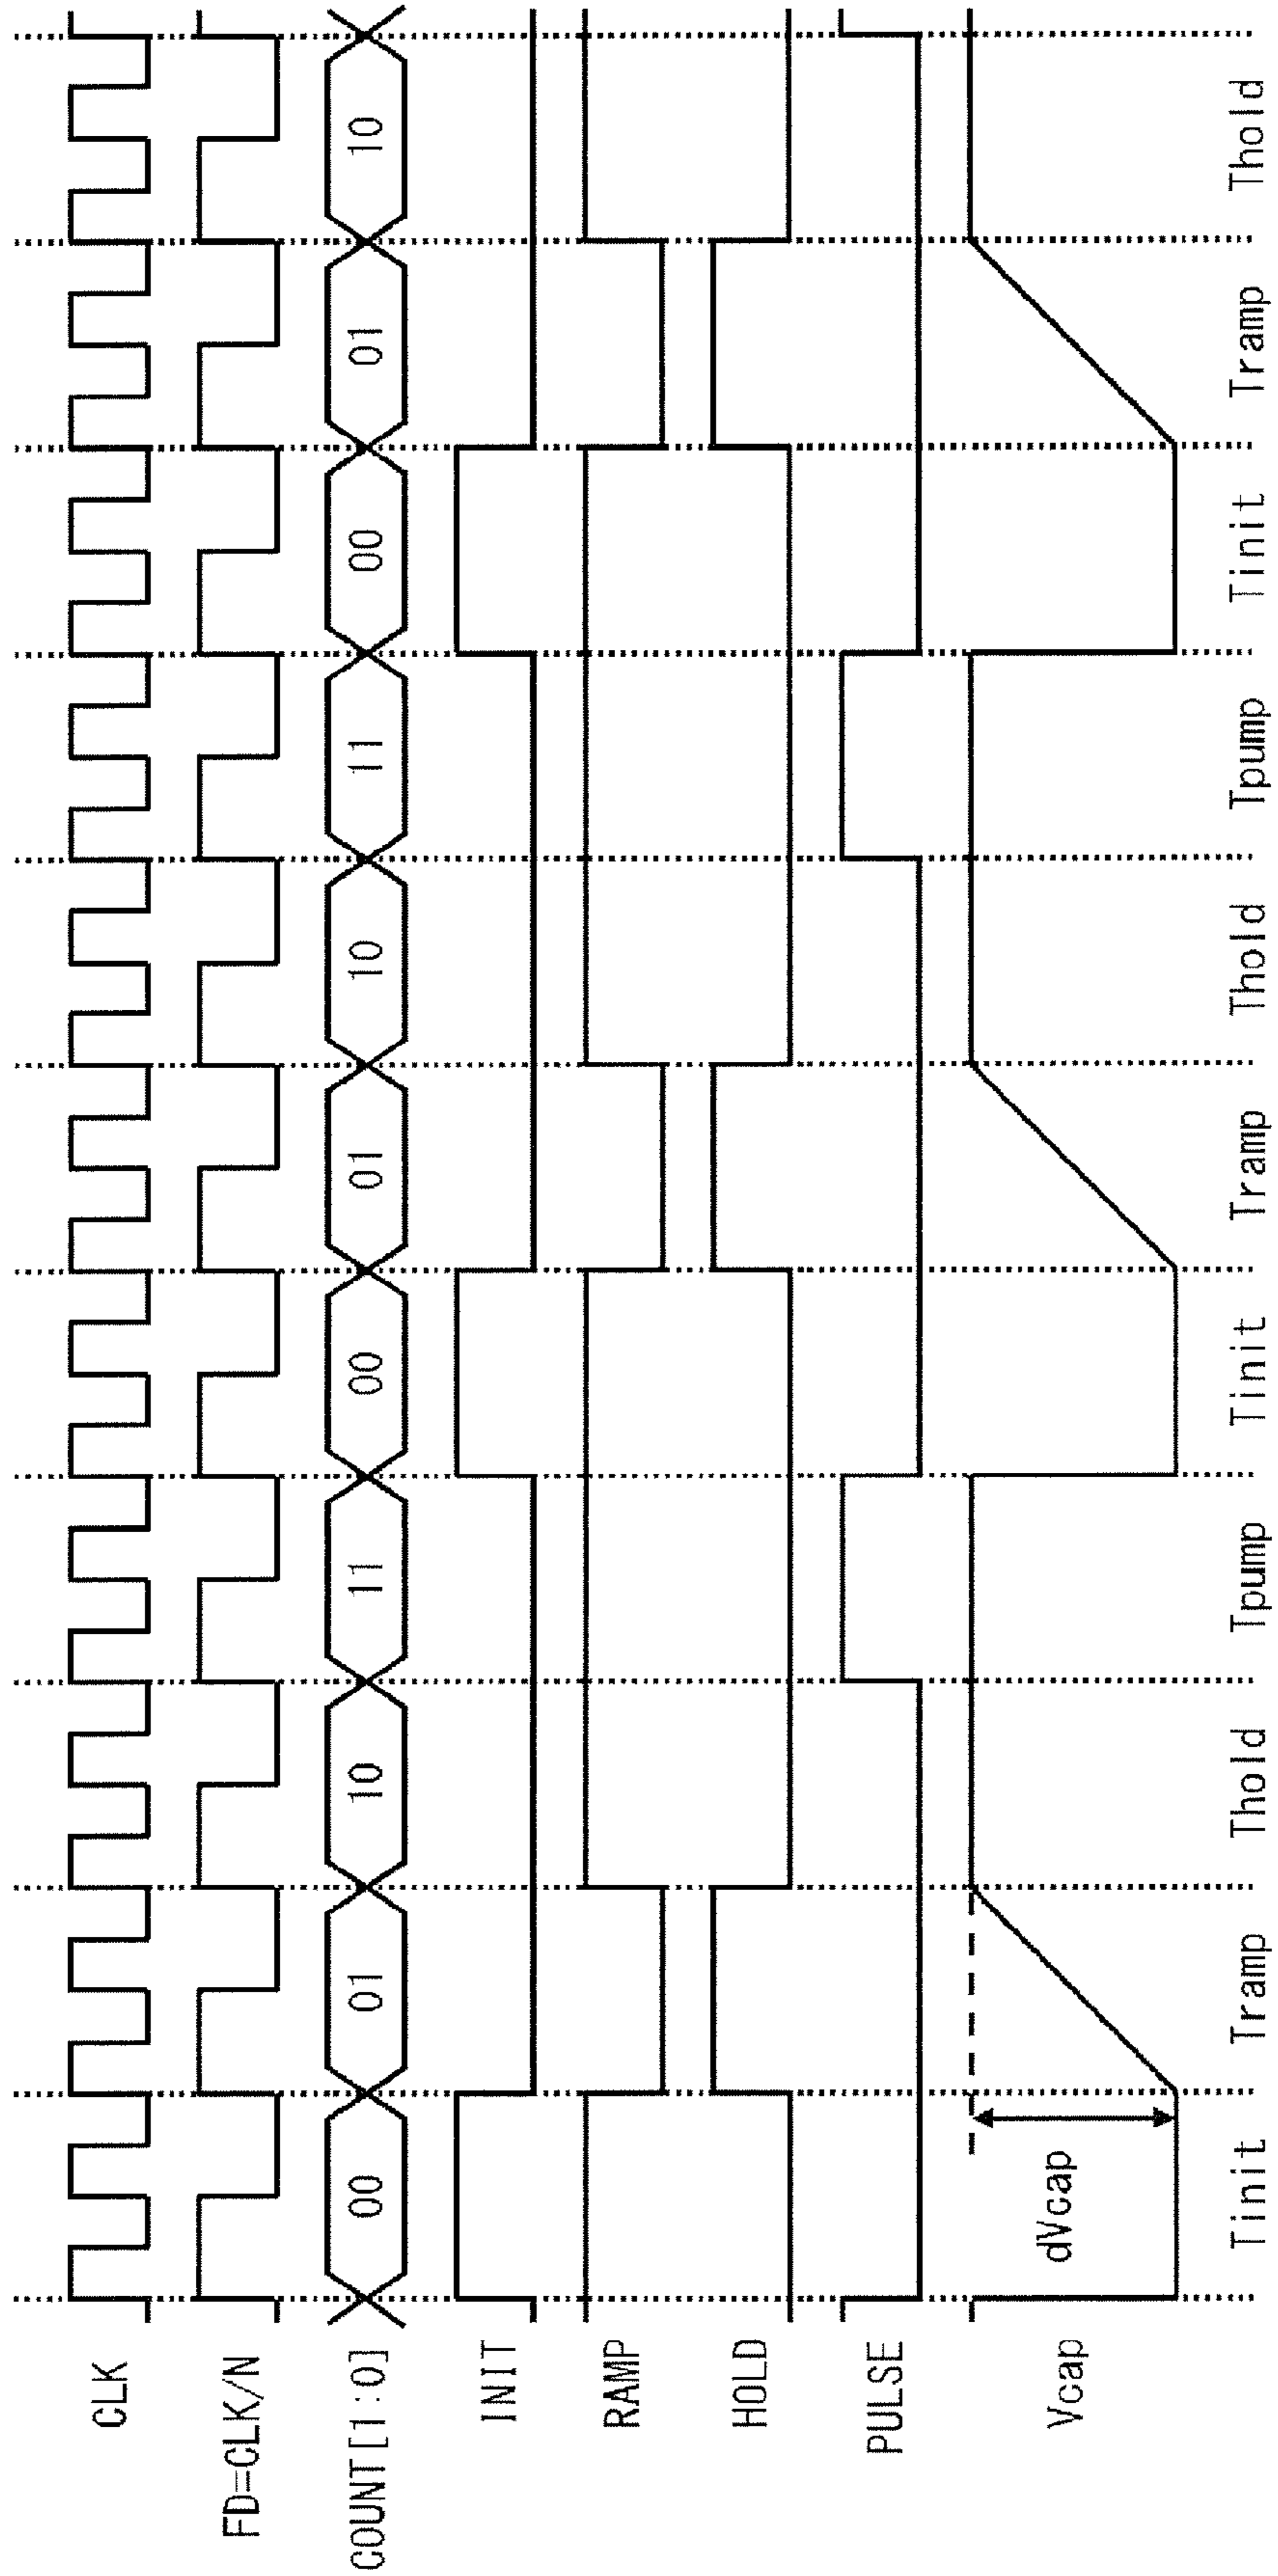 CLK
FD=CLK/N
COUNT[1:0] 00 01 10 11 00 01 10 11 00 01 10
INIT
RAMP
HOLD
PULSE
Vcap dVcap
Tinit Tramp Thold Tpump Tinit Tramp Thold Tpump Tinit Tramp Thold